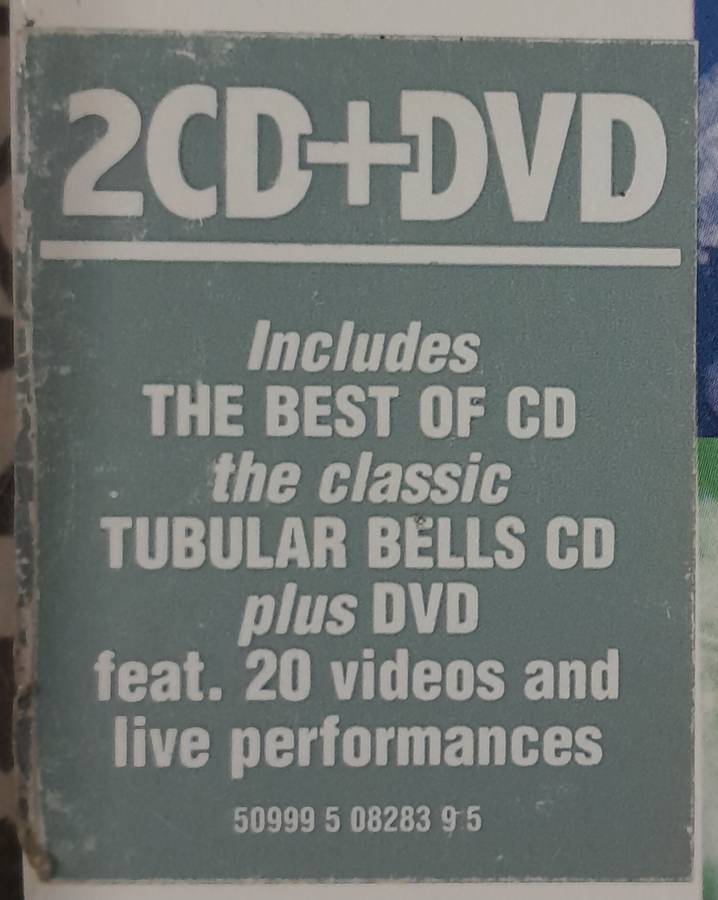 2CD+DVD
Includes
THE BEST OF CD
the classic
TUBULAR BELLS CD
plus DVD
feat. 20 videos and
live performances
50999 5 08283 9 5